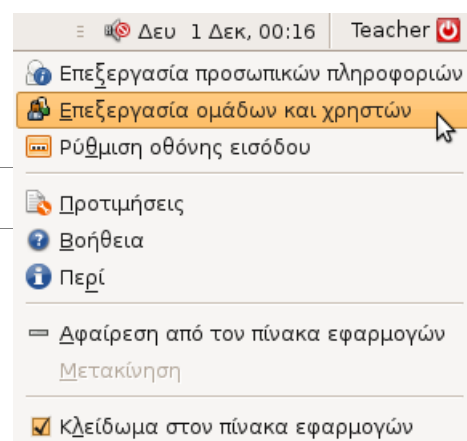 Δευ 1 Δεκ, 00:16 Teacher
Επεξεργασία προσωπικών πληροφοριών
Επεξεργασία ομάδων και χρηστών
Ρύθμιση οθόνης εισόδου
Προτιμήσεις
Βοήθεια
Περί
Αφαίρεση από τον πίνακα εφαρμογών
Μετακίνηση
Κλείδωμα στον πίνακα εφαρμογών